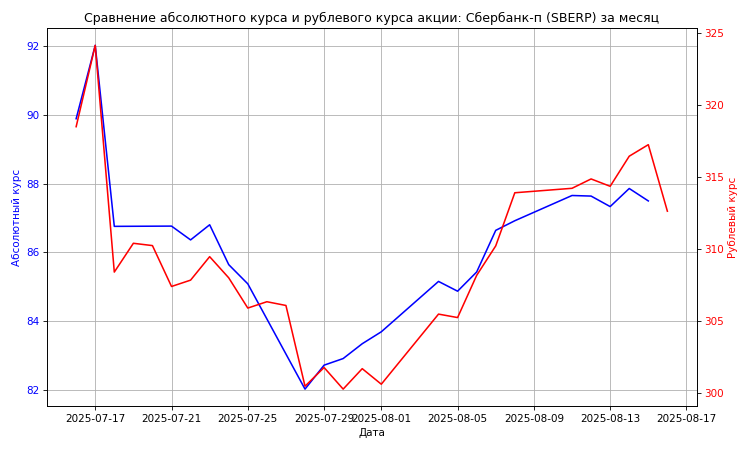 Сравнение абсолютного курса и рублевого курса акции: Сбербанк-п (SBERP) за месяц
Абсолютный курс
92
90
88
86
84
82
325
320
315
310
305
300
Рублевый курс
2025-07-17 2025-07-21 2025-07-25 2025-07-29 2025-08-01 2025-08-05 2025-08-09 2025-08-13 2025-08-17
Дата